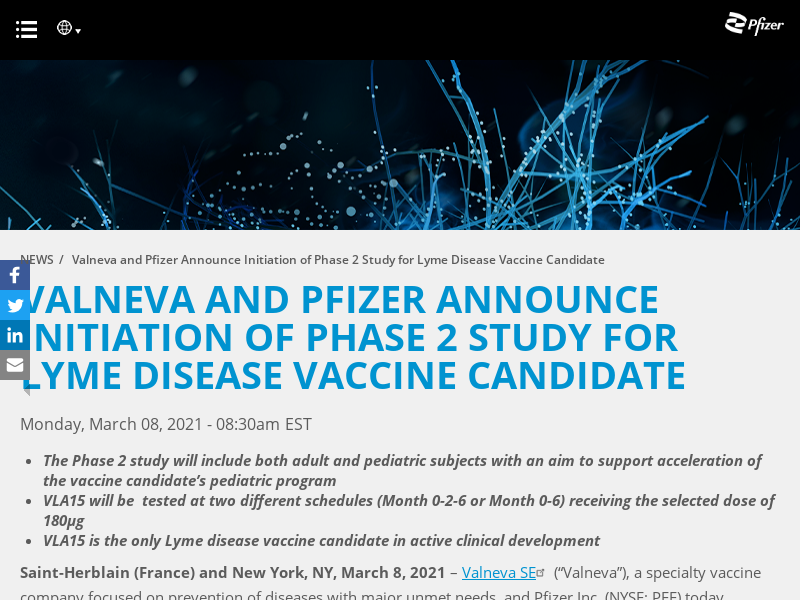 Pfizer
NEWS / Valneva and Pfizer Announce Initiation of Phase 2 Study for Lyme Disease Vaccine Candidate
VALNEVA AND PFIZER ANNOUNCE
INITIATION OF PHASE 2 STUDY FOR
LYME DISEASE VACCINE CANDIDATE
Monday, March 08, 2021 - 08:30am EST
• The Phase 2 study will include both adult and pediatric subjects with an aim to support acceleration of
the vaccine candidate's pediatric program
• VLA15 will be tested at two different schedules (Month 0-2-6 or Month 0-6) receiving the selected dose of
180µg
• VLA15 is the only Lyme disease vaccine candidate in active clinical development
Saint-Herblain (France) and New York, NY, March 8, 2021 – Valneva SE (“Valneva”), a specialty vaccine
company focused on prevention of diseases with major unmet needs, and Pfizer Inc. (NYSE: PFE) today